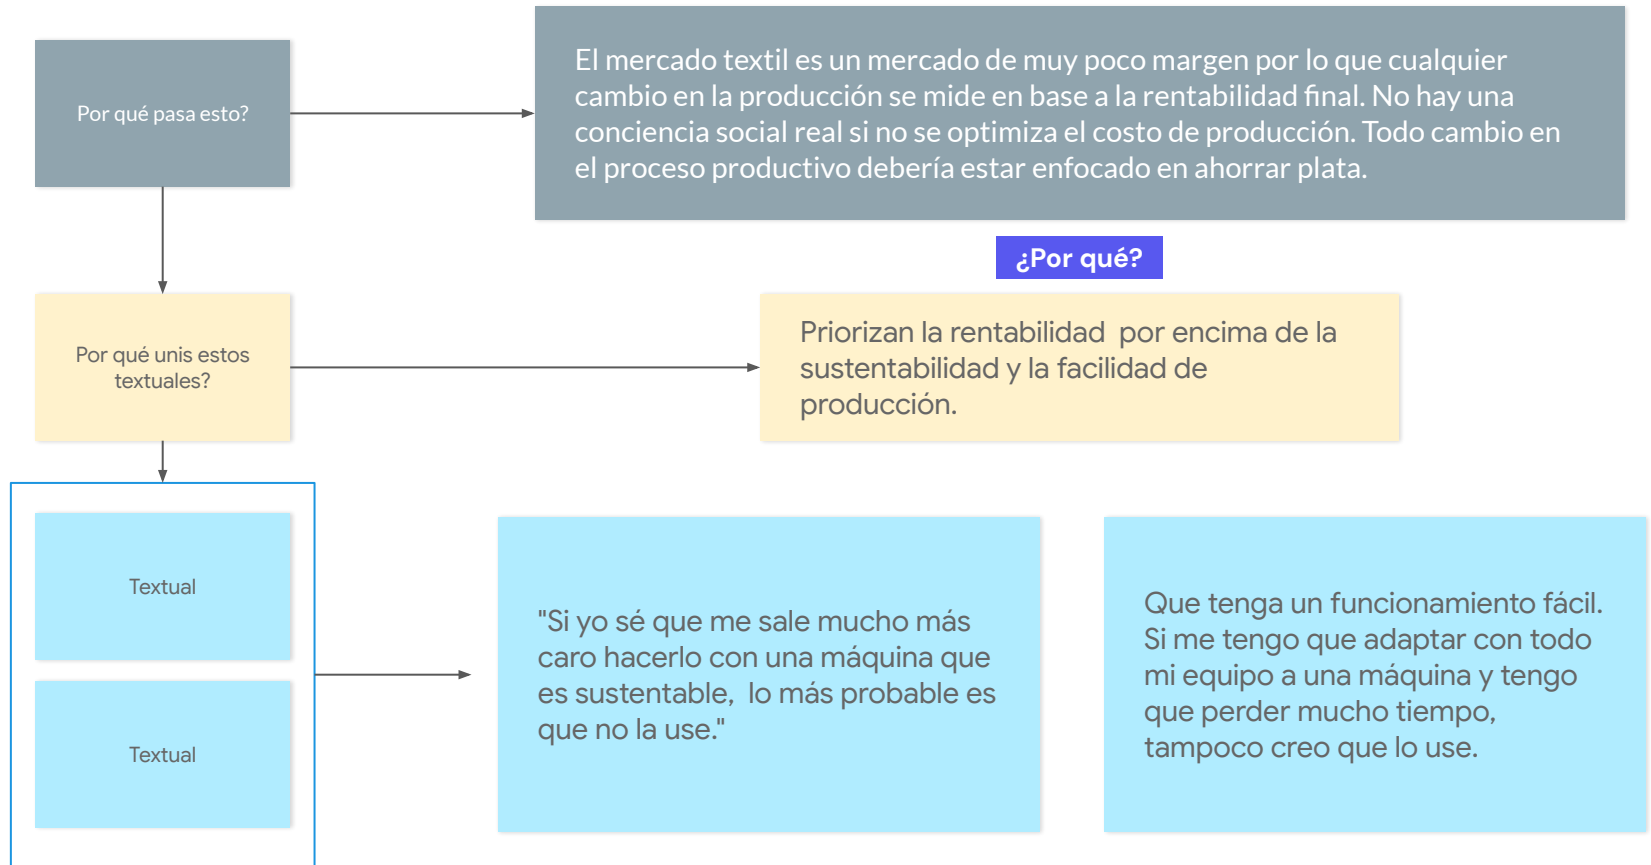 Por qué pasa esto?
El mercado textil es un mercado de muy poco margen por lo que cualquier
cambio en la producción se mide en base a la rentabilidad final. No hay una
conciencia social real si no se optimiza el costo de producción. Todo cambio en
el proceso productivo debería estar enfocado en ahorrar plata.
¿Por qué?
Por qué unis estos
textuales?
Priorizan la rentabilidad  por encima de la
sustentabilidad y la facilidad de
producción.
Textual
Textual
"Si yo sé que me sale mucho más
caro hacerlo con una máquina que
es sustentable,  lo más probable es
que no la use."
Que tenga un funcionamiento fácil.
Si me tengo que adaptar con todo
mi equipo a una máquina y tengo
que perder mucho tiempo,
tampoco creo que lo use.